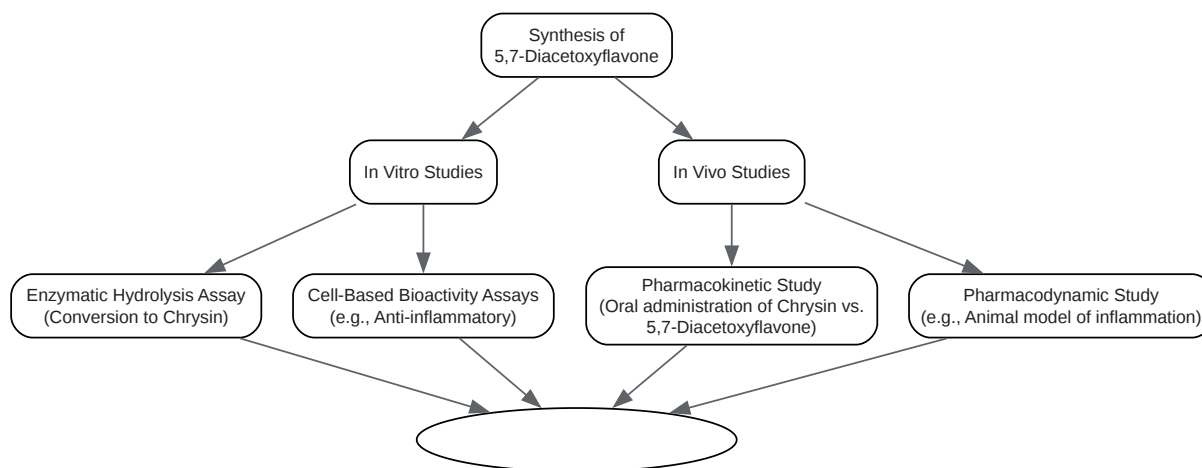 Synthesis of
5,7-Diacetoxyflavone
In Vitro Studies
In Vivo Studies
Enzymatic Hydrolysis Assay
(Conversion to Chrysin)
Cell-Based Bioactivity Assays
(e.g., Anti-inflammatory)
Pharmacokinetic Study
(Oral administration of Chrysin vs.
5,7-Diacetoxyflavone)
Pharmacodynamic Study
(e.g., Animal model of inflammation)